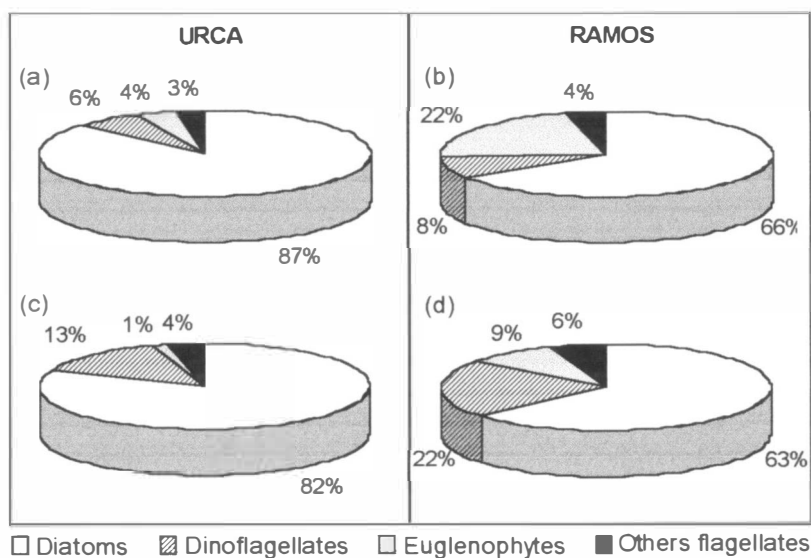 URCA
RAMOS
(a)
6% 4% 3%
87%
(b)
4%
22%
8%
66%
(c)
13% 1% 4%
82%
(d)
9% 6%
22%
63%
Diatoms Dinoflagellates Euglenophytes Others flagellates